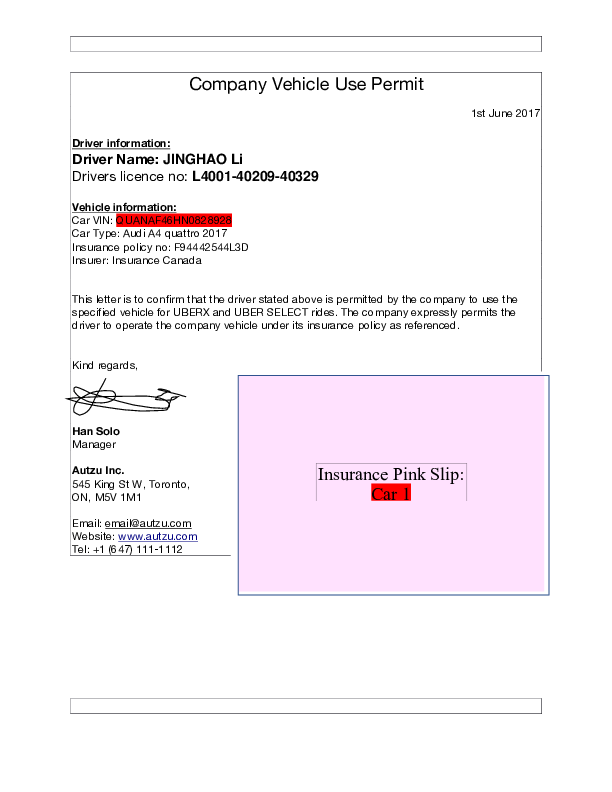 Company Vehicle Use Permit
1st June 2017
Driver information:
Driver Name: JINGHAO Li
Drivers licence no: L4001-40209-40329
Vehicle information:
Car VIN:
Car Type: Audi A4 quattro 2017
Insurance policy no: F94442544L3D
Insurer: Insurance Canada
This letter is to confirm that the driver stated above is permitted by the company to use the
specified vehicle for UBERX and UBER SELECT rides. The company expressly permits the
driver to operate the company vehicle under its insurance policy as referenced.
Kind regards,
Han Solo
Manager
Autzu Inc.
545 King St W, Toronto,
ON, M5V 1M1
Email: email@autzu.com
Website: www.autzu.com
Tel: +1 (647) 111-1112
Insurance Pink Slip:
Car 1